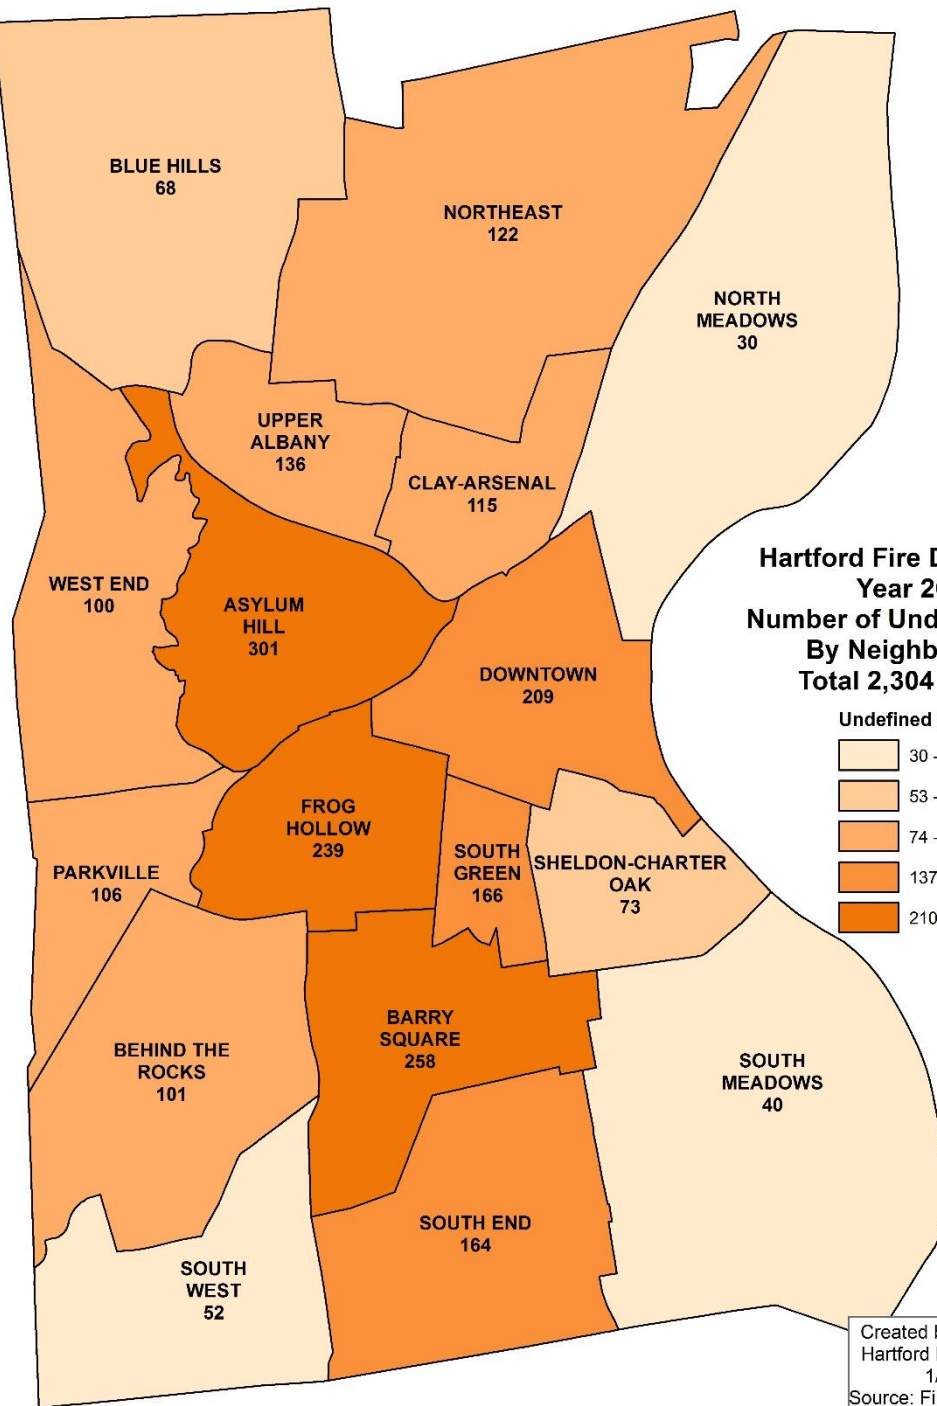 BLUE HILLS
68
NORTHEAST
122
NORTH
MEADOWS
30
UPPER
ALBANY
136
CLAY-ARSENAL
115
WEST END
100
ASYLUM
HILL
301
DOWNTOWN
209
Hartford Fire
Year
Number of
By
Total 2,304
Undefined
30 -
53 -
74 -
137
210
FROG
HOLLOW
239
SOUTH
GREEN
166
SHELDON-CHARTER
OAK
73
PARKVILLE
106
BARRY
SQUARE
258
BEHIND THE
ROCKS
101
SOUTH
MEADOWS
40
SOUTH END
164
SOUTH
WEST
52
Created
Hartford
1/
Source: